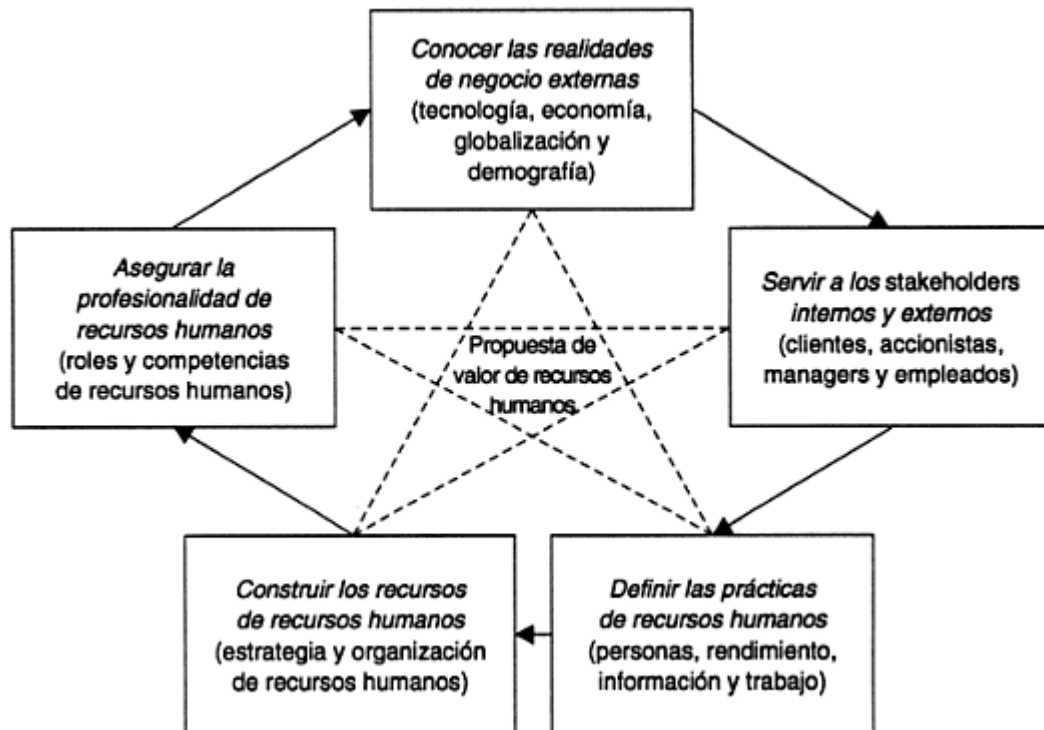 Conocer las realidades
de negocio externas
(tecnología, economía,
globalización y
demografía)
Servir a los stakeholders
internos y externos
(clientes, accionistas,
managers y empleados)
Definir las prácticas
de recursos humanos
(personas, rendimiento,
información y trabajo)
Construir los recursos
de recursos humanos
(estrategia y organización
de recursos humanos)
Asegurar la
profesionalidad de
recursos humanos
(roles y competencias
de recursos humanos)
Propuesta de
valor de recursos
humanos